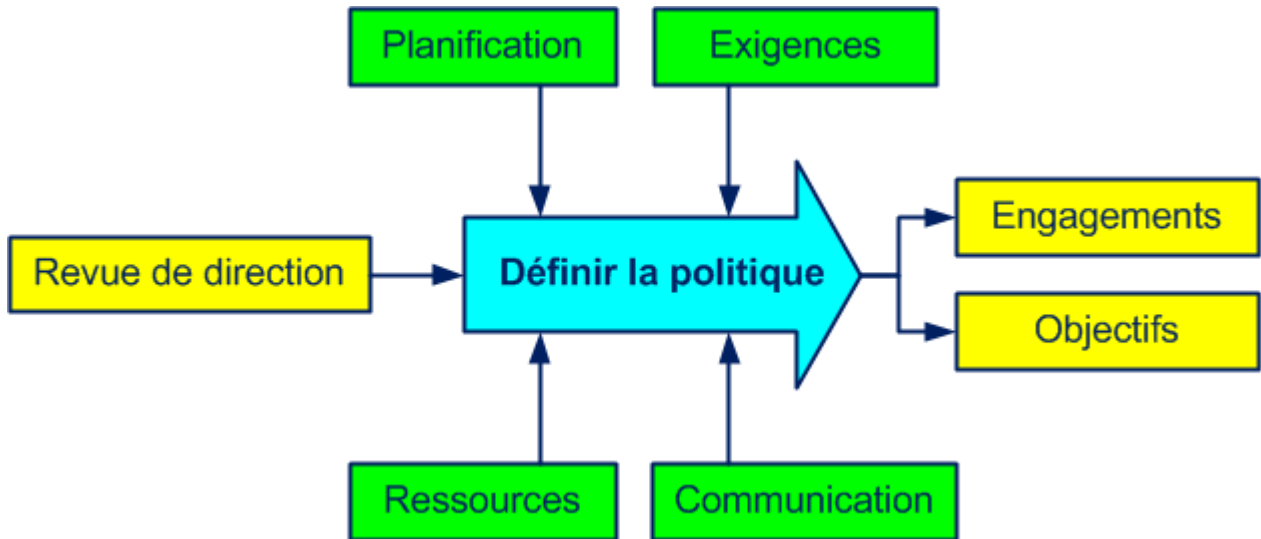 Planification
Exigences
Revue de direction
Définir la politique
Engagements
Objectifs
Ressources
Communication